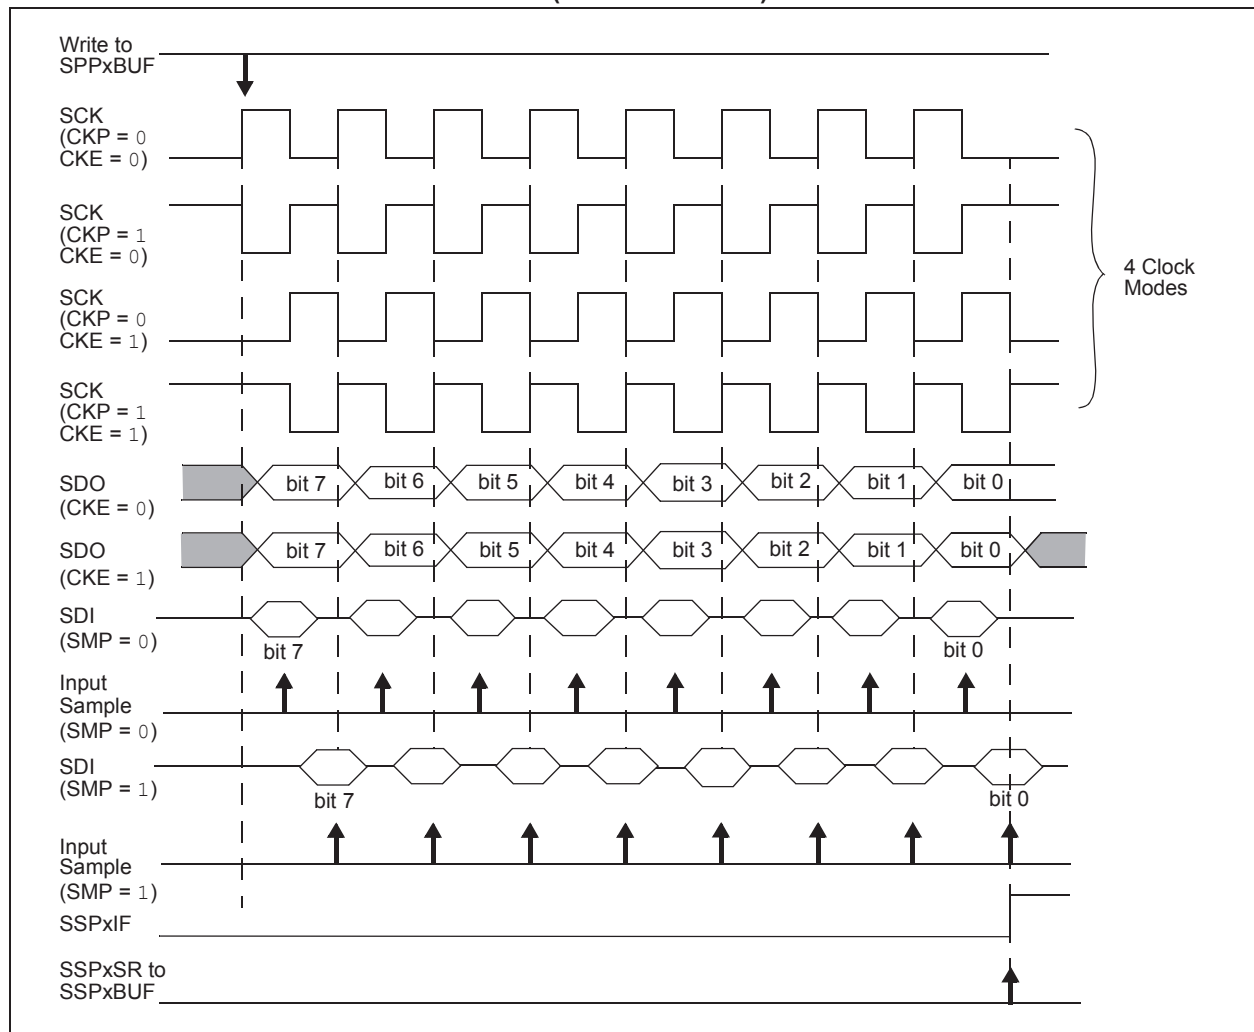 Write to
SPPxBUF
SCK
(CKP = 0
CKE = 0)
SCK
(CKP = 1
CKE = 0)
4 Clock
Modes
SCK
(CKP = 0
CKE = 1)
SCK
(CKP = 1
CKE = 1)
SDO
(CKE = 0)
bit 7 bit 6 bit 5 bit 4 bit 3 bit 2 bit 1 bit 0
SDO
(CKE = 1)
bit 7 bit 6 bit 5 bit 4 bit 3 bit 2 bit 1 bit 0
SDI
(SMP = 0)
bit 7 bit 0
Input
Sample
(SMP = 0)
SDI
(SMP = 1)
bit 7 bit 0
Input
Sample
(SMP = 1)
SSPxIF
SSPxSR to
SSPxBUF